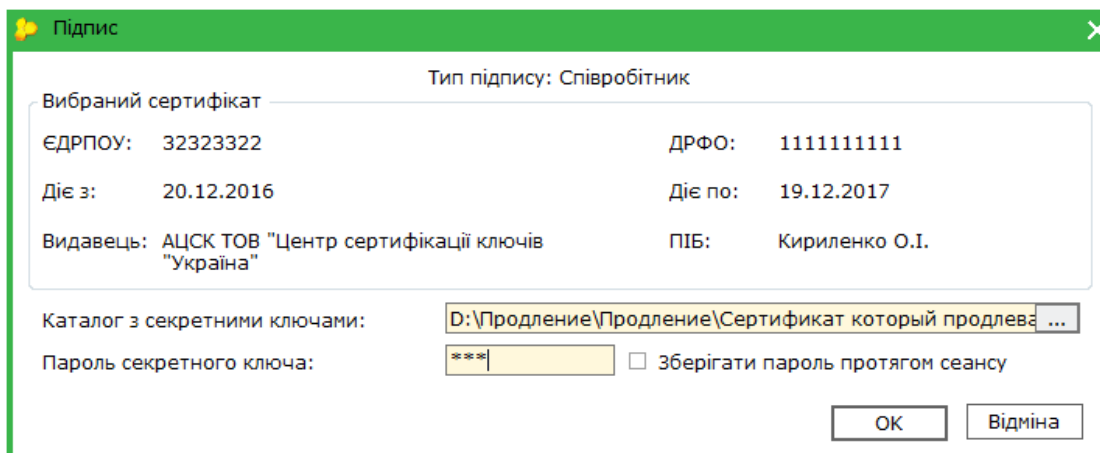 Підпис
Тип підпису: Співробітник
Вибраний сертифікат
ЄДРПОУ: 32323322 ДРФО: 1111111111
Діє з: 20.12.2016 Діє по: 19.12.2017
Видавець: АЦСК ТОВ "Центр сертифікації ключів ПІБ: Кириленко О.І.
"Україна"
Каталог з секретними ключами: D:\Продление\Продление\Сертификат который продлева ...
Пароль секретного ключа: *** Зберігати пароль протягом сеансу
OK Відміна